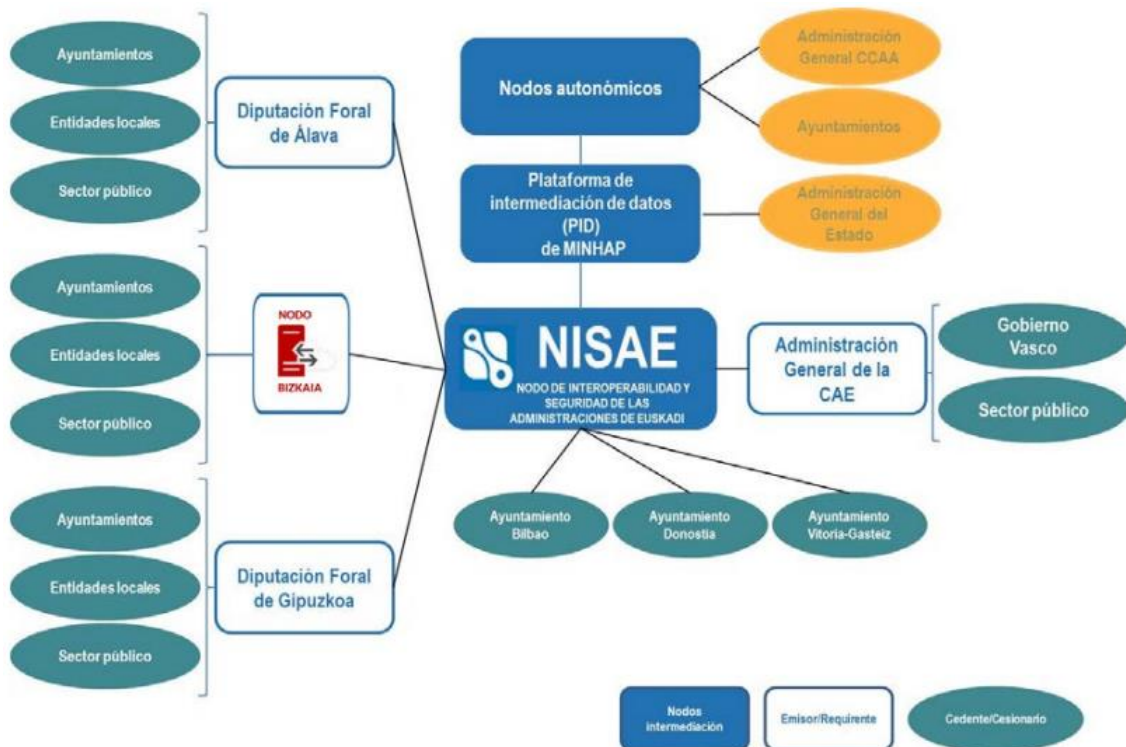 Ayuntamientos
Entidades locales
Sector público
Diputación Foral
de Álava
Ayuntamientos
Entidades locales
Sector público
NODO
BIZKAIA
Ayuntamientos
Entidades locales
Sector público
Diputación Foral
de Gipuzkoa
Nodos autonómicos
Administración
General CCAA
Ayuntamientos
Plataforma de
intermediación de datos
(PID)
de MINHAP
Administración
General del
Estado
NISAE
NODO DE INTEROPERABILIDAD Y
SEGURIDAD DE LAS
ADMINISTRACIONES DE EUSKADI
Administración
General de la
CAE
Gobierno
Vasco
Sector público
Ayuntamiento
Bilbao
Ayuntamiento
Donostia
Ayuntamiento
Vitoria-Gasteiz
Nodos
intermediación
Emisor/Requirente
Cedente/Cesionario